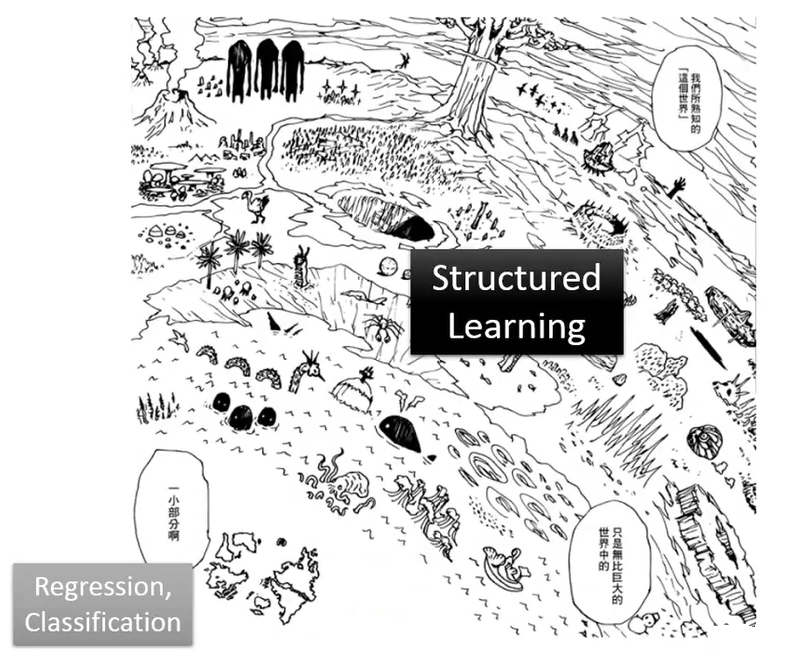 我們所熟知的
「這個世界」
Structured
Learning
只是無比巨大的
世界中的
一小部分啊
Regression,
Classification